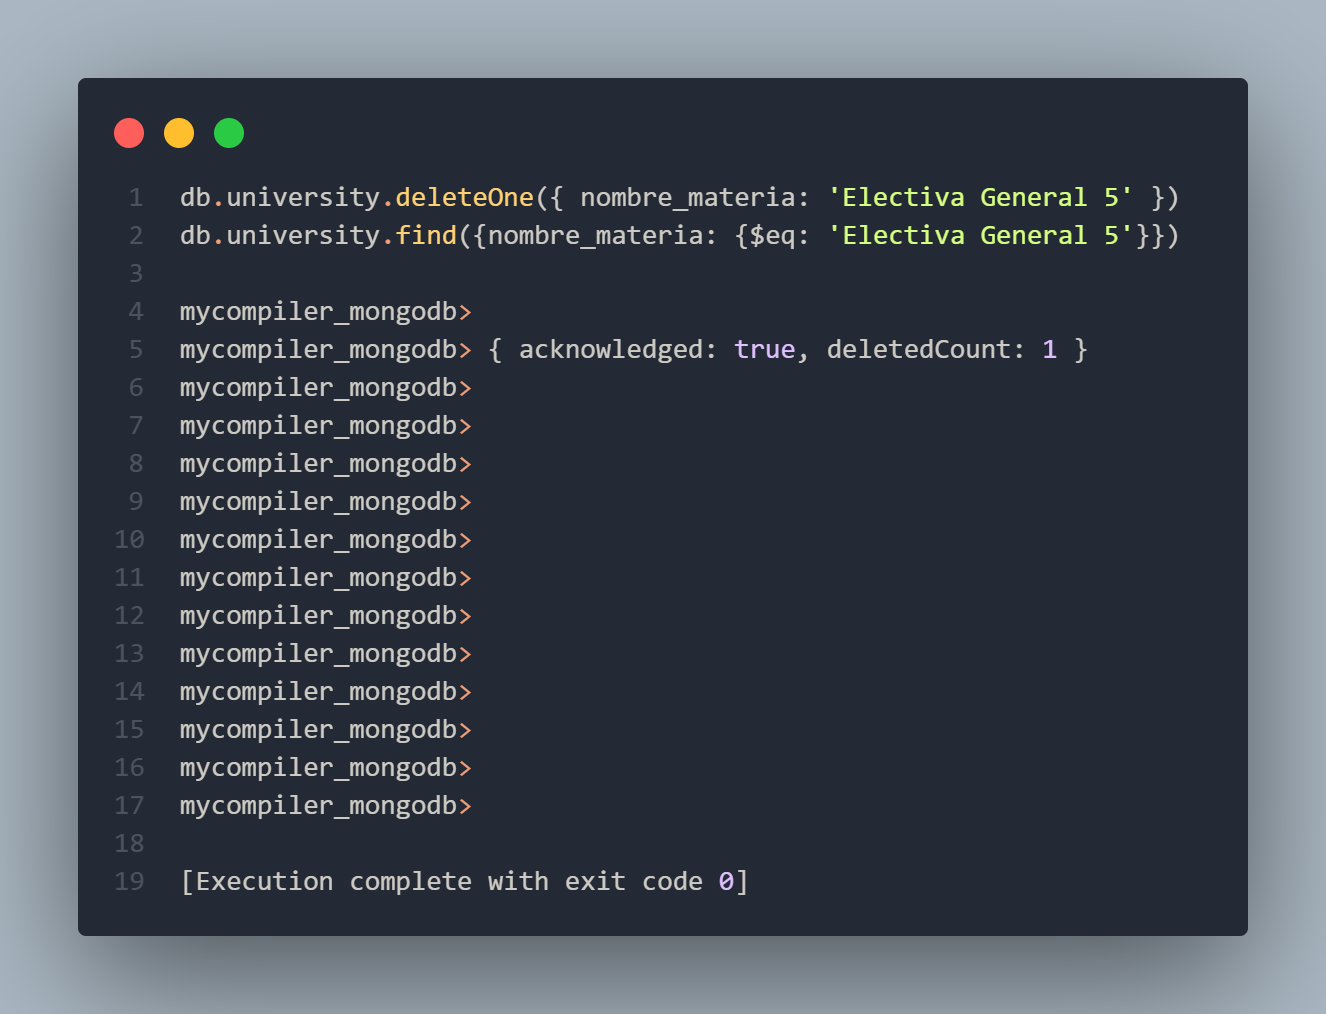 1 db.university.deleteOne({ nombre_materia: 'Electiva General 5' })
2 db.university.find({nombre_materia: {$eq: 'Electiva General 5'}})
3
4 mycompiler_mongodb>
5 mycompiler_mongodb> { acknowledged: true, deletedCount: 1 }
6 mycompiler_mongodb>
7 mycompiler_mongodb>
8 mycompiler_mongodb>
9 mycompiler_mongodb>
10 mycompiler_mongodb>
11 mycompiler_mongodb>
12 mycompiler_mongodb>
13 mycompiler_mongodb>
14 mycompiler_mongodb>
15 mycompiler_mongodb>
16 mycompiler_mongodb>
17 mycompiler_mongodb>
18
19 [Execution complete with exit code 0]